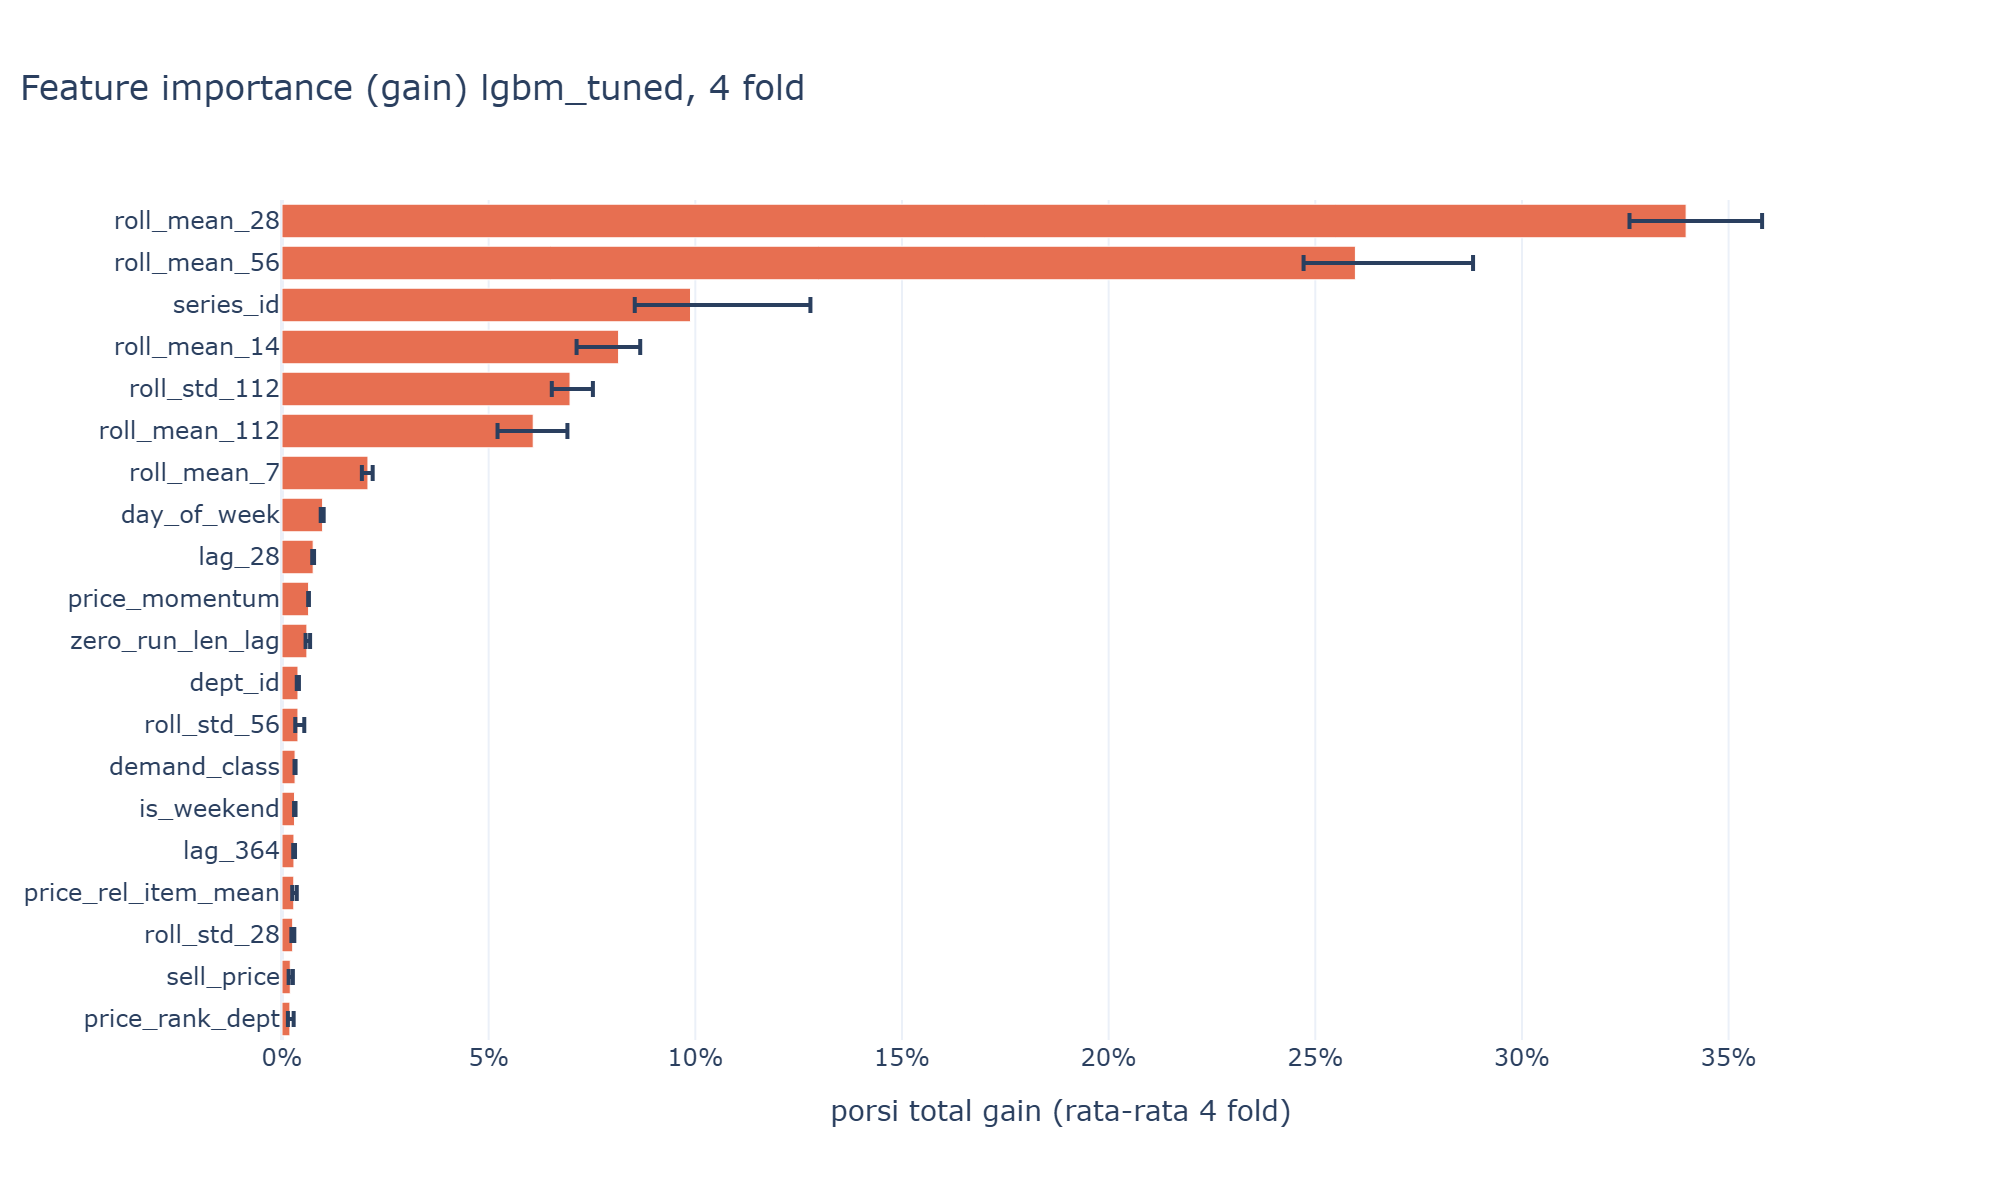 Feature importance (gain) lgbm_tuned, 4 fold
roll_mean_28
roll_mean_56
series_id
roll_mean_14
roll_std_112
roll_mean_112
roll_mean_7
day_of_week
lag_28
price_momentum
zero_run_len_lag
dept_id
roll_std_56
demand_class
is_weekend
lag_364
price_rel_item_mean
roll_std_28
sell_price
price_rank_dept
0% 5% 10% 15% 20% 25% 30% 35%
porsi total gain (rata-rata 4 fold)